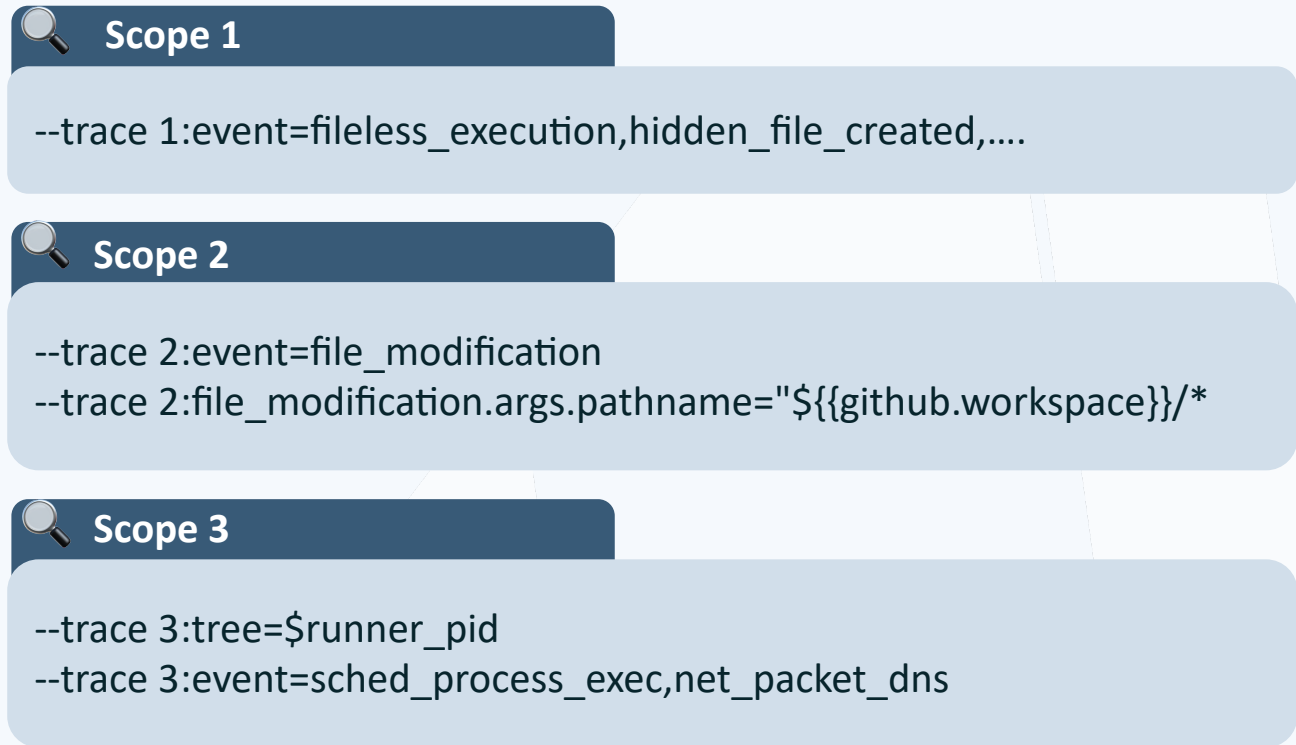 Scope 1
--trace 1:event=fileless_execution,hidden_file_created,....
Scope 2
--trace 2:event=file_modification
--trace 2:file_modification.args.pathname="${{github.workspace}}/*
Scope 3
--trace 3:tree=$runner_pid
--trace 3:event=sched_process_exec,net_packet_dns